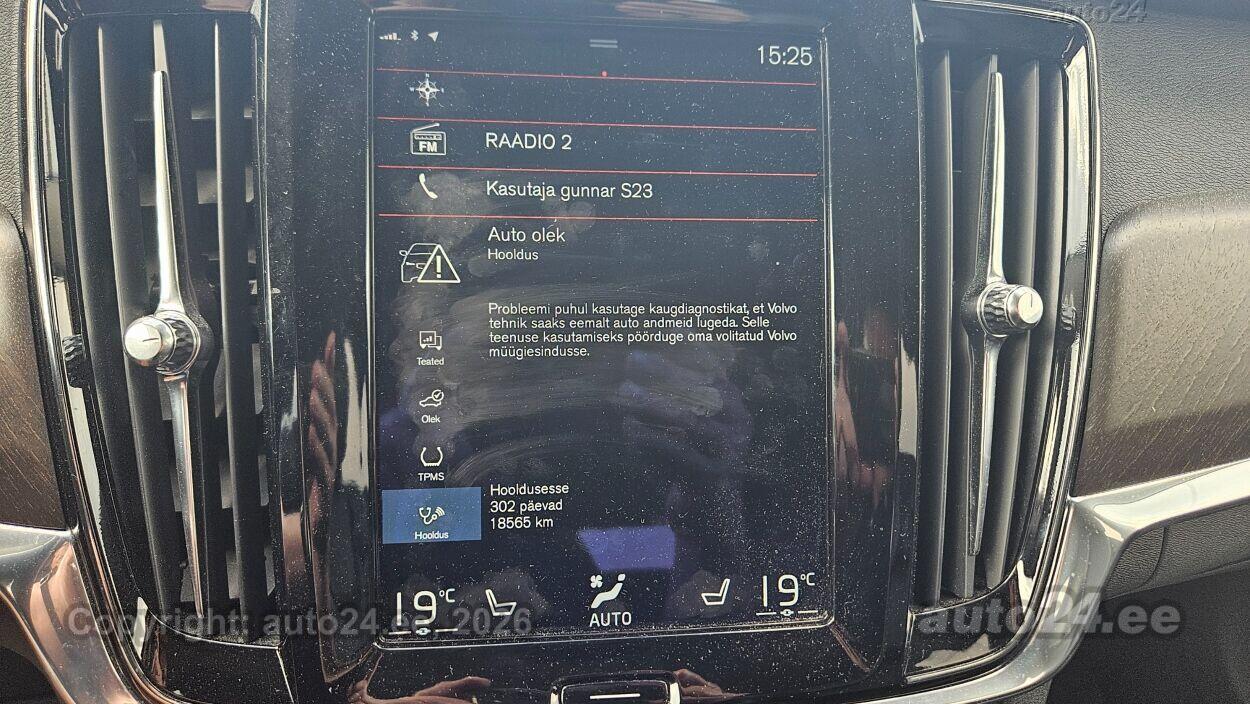 auto24
15:25
FM
RAADIO 2
Kasutaja gunnar S23
Auto olek
Hooldus
Probleemi puhul kasutage kaugdiagnostikat, et Volvo
tehnik saaks eemalt auto andmeid lugeda. Selle
teenuse kasutamiseks pöörduge oma volitatud Volvo
müügiesindusse.
Teated
Olek
TPMS
Hooldus
Hooldusesse
302 päevad
18565 km
19°C
AUTO
19°C
Copyright: auto24.ee, 2026
auto24.ee